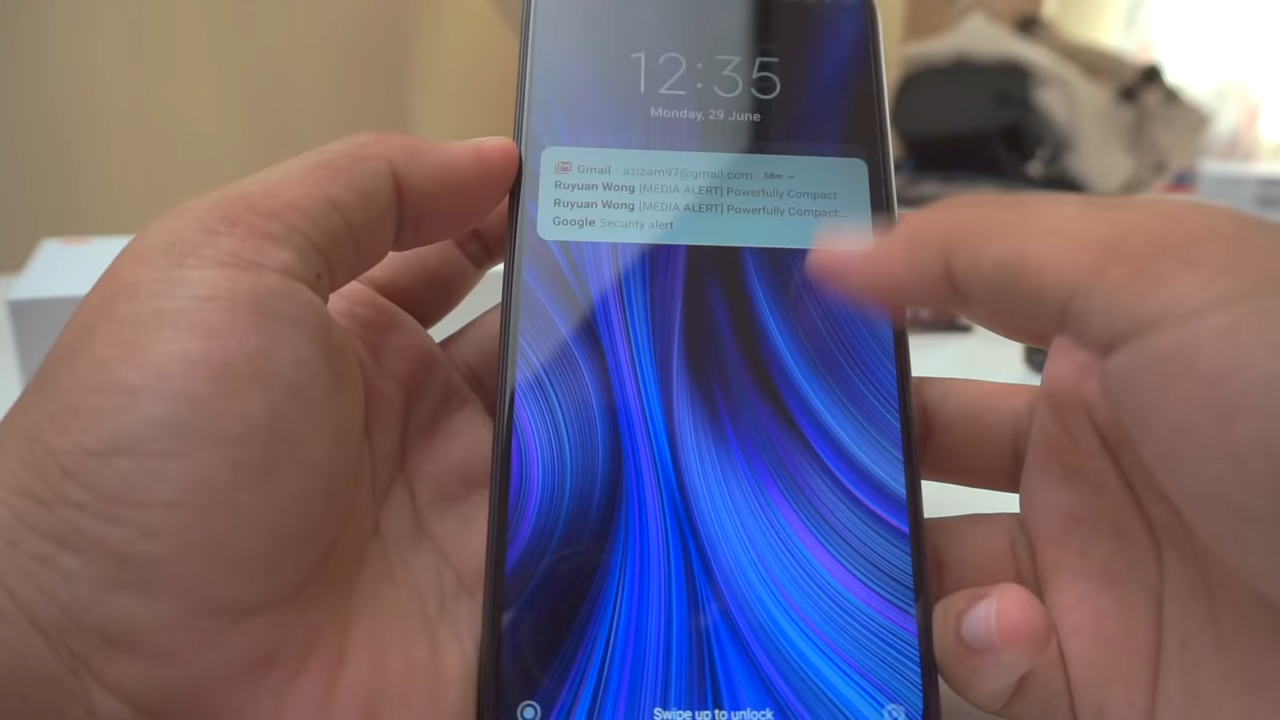 12:35
Monday, 29 June
Gmail · azizam97@gmail.com · 58m
Ruyuan Wong [MEDIA ALERT] Powerfully Compact
Ruyuan Wong [MEDIA ALERT] Powerfully Compact...
Google Security alert
Swipe up to unlock